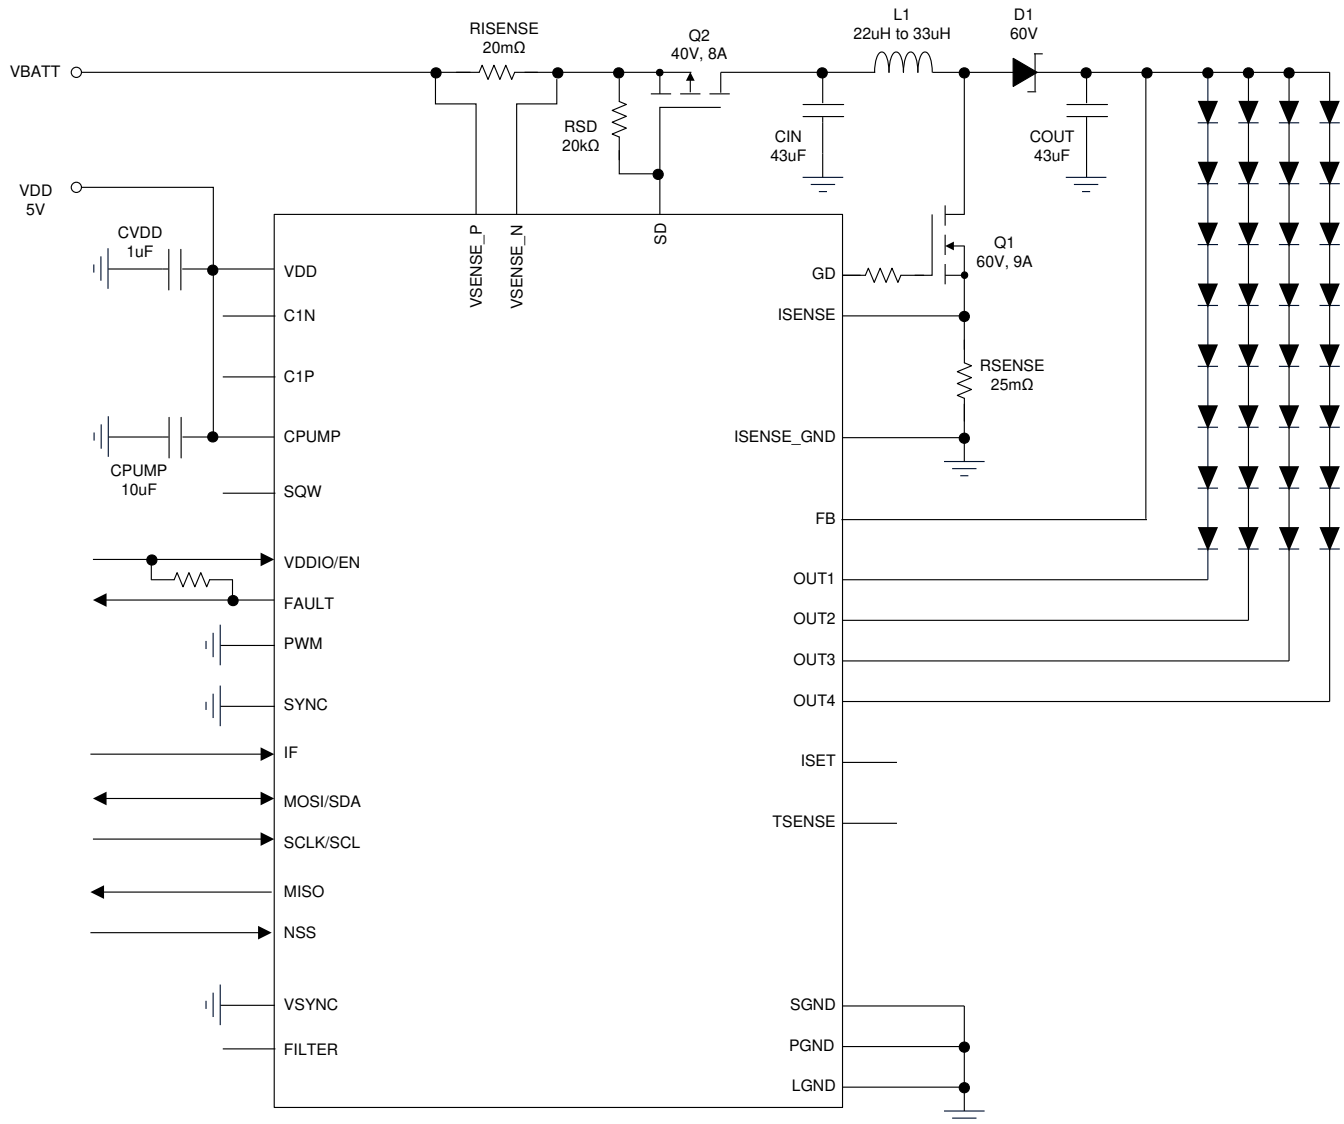 RISENSE
20mΩ
Q2
40V, 8A
L1
22uH to 33uH
D1
60V
VBATT
RSD
20kΩ
CIN
43uF
COUT
43uF
VDD
5V
CVDD
1uF
VSENSE_P
VSENSE_N
SD
Q1
60V, 9A
VDD
GD
C1N
ISENSE
C1P
RSENSE
25mΩ
CPUMP
ISENSE_GND
CPUMP
10uF
SQW
FB
VDDIO/EN
OUT1
FAULT
OUT2
PWM
OUT3
SYNC
OUT4
IF
ISET
MOSI/SDA
TSENSE
SCLK/SCL
MISO
NSS
VSYNC
SGND
FILTER
PGND
LGND